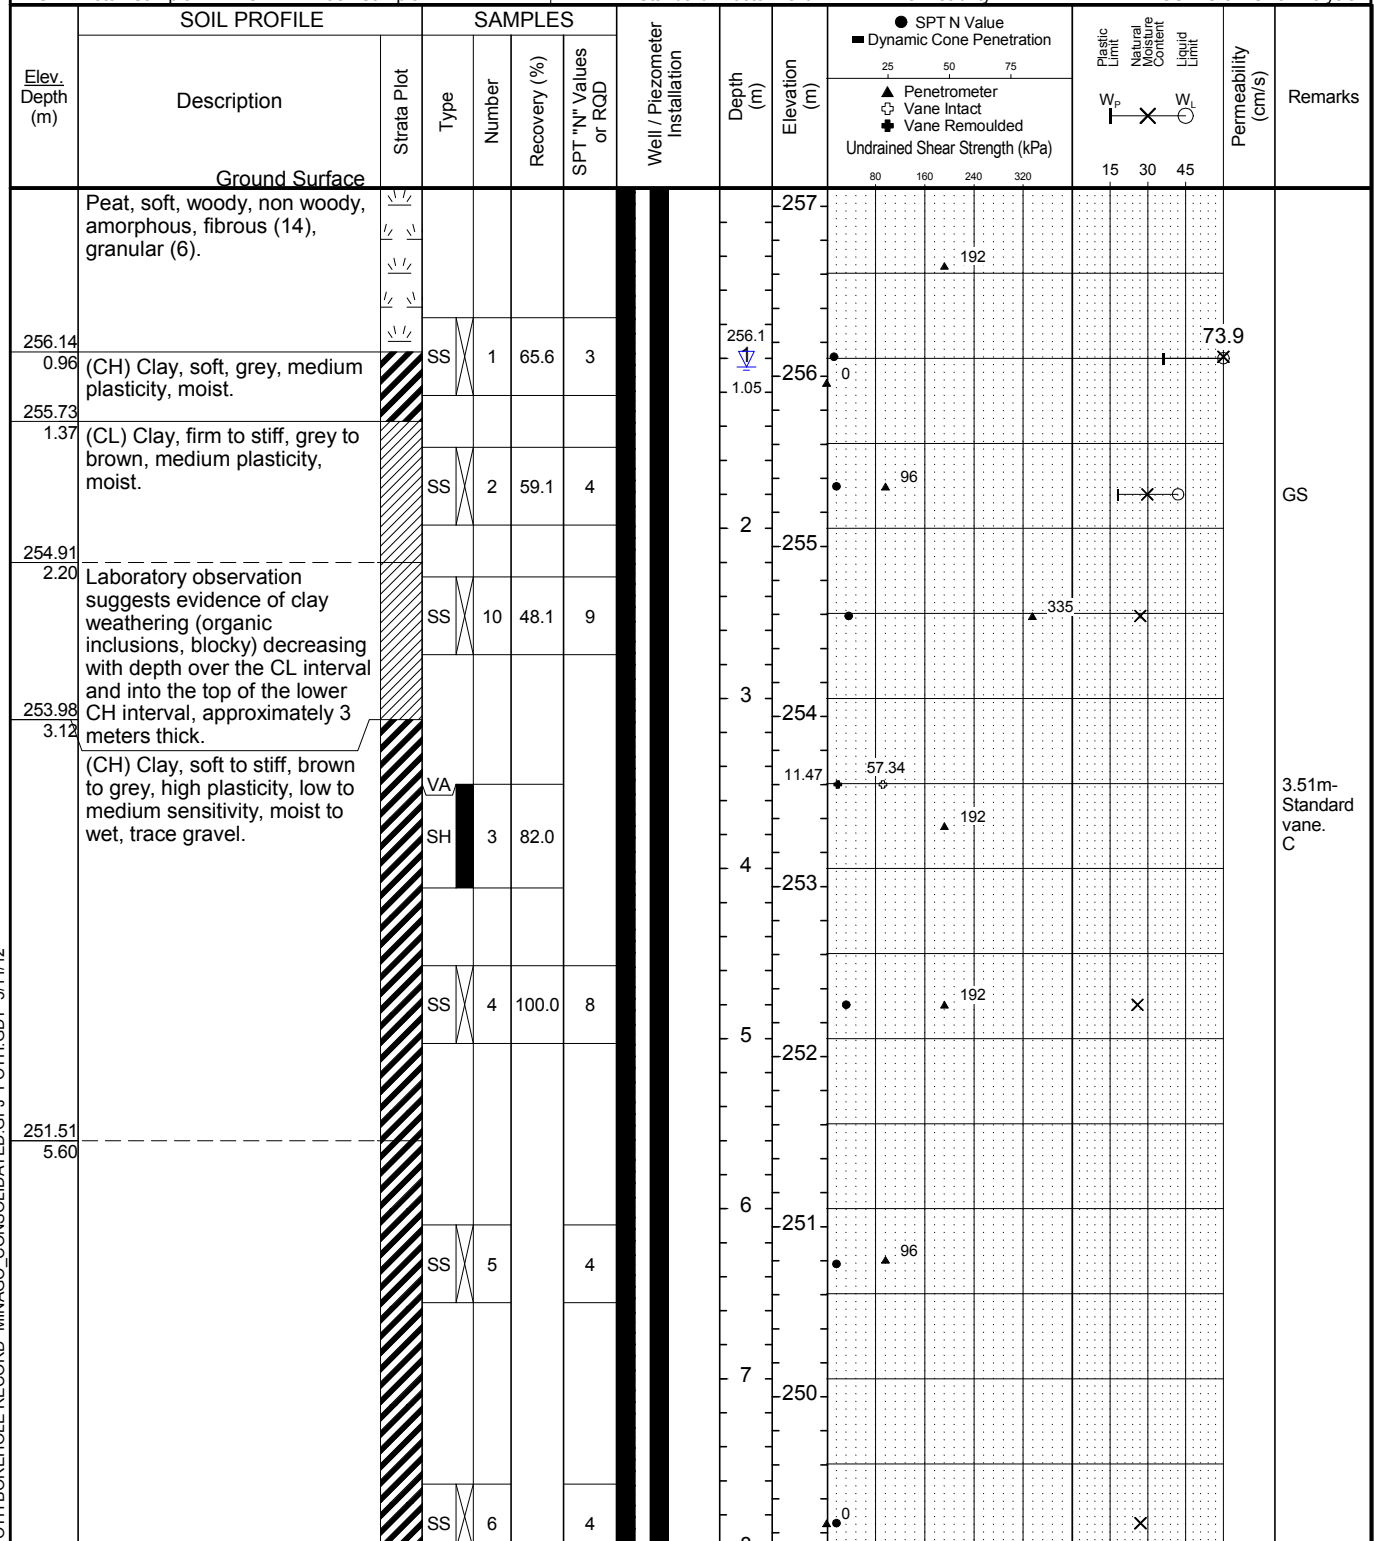 SOIL PROFILE
SAMPLES
Elev.
Depth
(m)
Description
Ground Surface
Strata Plot
Type
Number
Recovery (%)
SPT "N" Values
or RQD
Well / Piezometer
Installation
Depth
(m)
Elevation
(m)
SPT N Value
Dynamic Cone Penetration
25 50 75
Penetrometer
Vane Intact
Vane Remoulded
Undrained Shear Strength (kPa)
80 160 240 320
Plastic
Limit
Natural
Moisture
Content
Liquid
Limit
WP WL
15 30 45
Permeability
(cm/s)
Remarks
Peat, soft, woody, non woody,
amorphous, fibrous (14),
granular (6).
257
192
256.14
0.96
(CH) Clay, soft, grey, medium
plasticity, moist.
SS 1 65.6 3
256.1
1
1.05
256
0
73.9
255.73
1.37
(CL) Clay, firm to stiff, grey to
brown, medium plasticity,
moist.
SS 2 59.1 4
96
GS
2
255
254.91
2.20
Laboratory observation
suggests evidence of clay
weathering (organic
inclusions, blocky) decreasing
with depth over the CL interval
and into the top of the lower
CH interval, approximately 3
meters thick.
SS 10 48.1 9
335
3
254
253.98
3.12
(CH) Clay, soft to stiff, brown
to grey, high plasticity, low to
medium sensitivity, moist to
wet, trace gravel.
VA
SH 3 82.0
11.47
57.34
192
3.51m-
Standard
vane.
C
4
253
SS 4 100.0 8
192
5
252
251.51
5.60
6
251
SS 5 4
96
7
250
SS 6 4
0